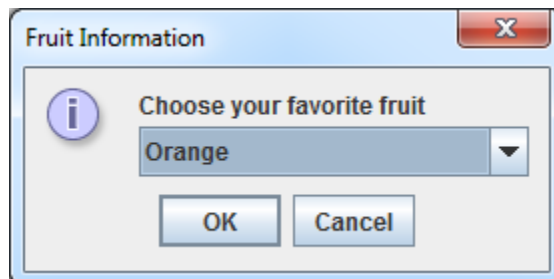 Fruit Information
Choose your favorite fruit
Orange
OK Cancel